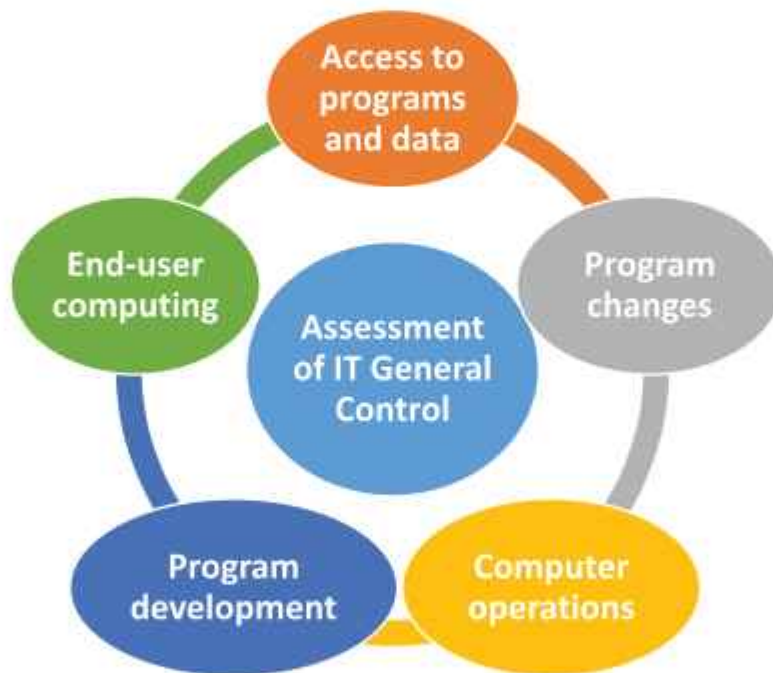 Access to
programs
and data
End-user
computing
Program
changes
Assessment
of IT General
Control
Program
development
Computer
operations